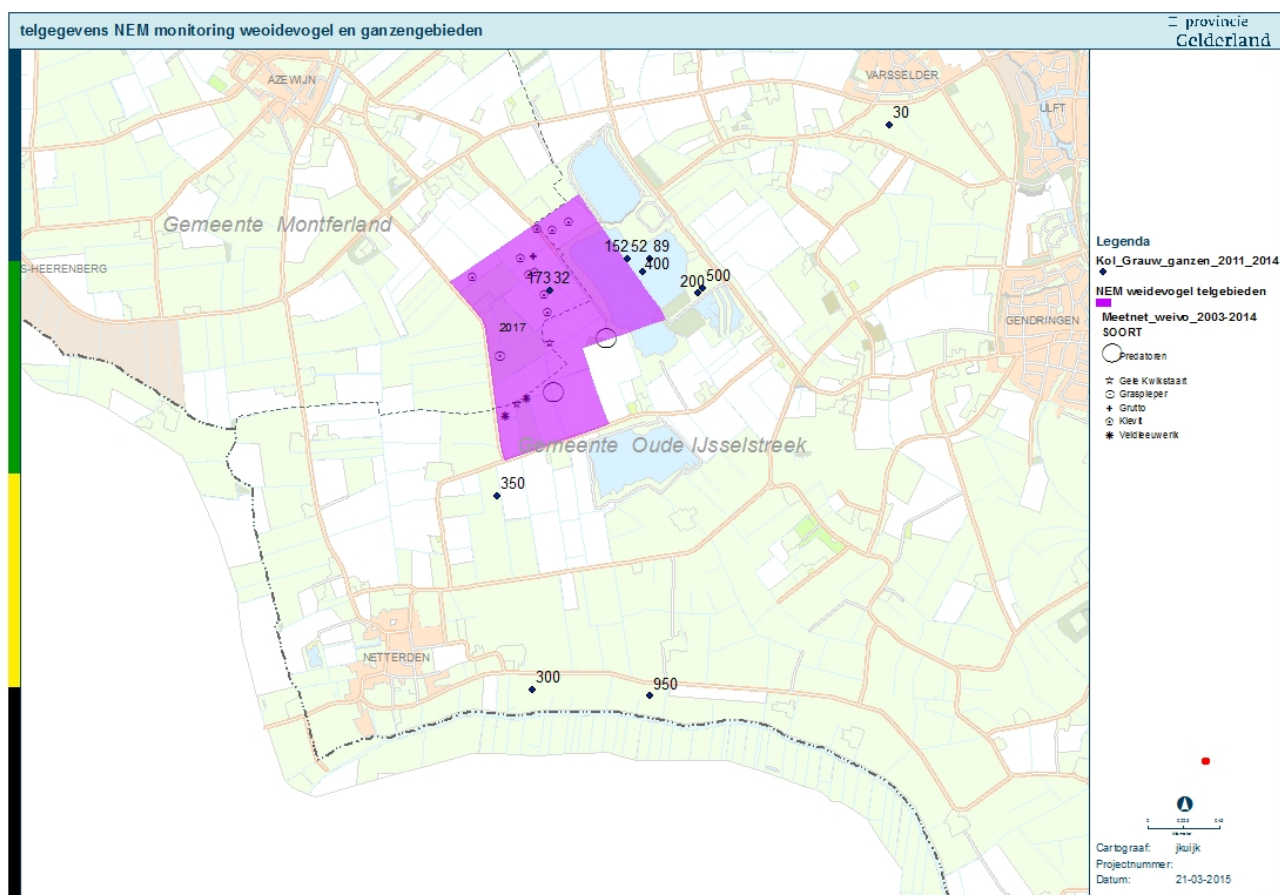 telgegevens NEM monitoring weoidevogel en ganzengebieden
provincie
Gelderland
AZEWIJN
VARSSELDER
ULFT
30
Gemeente Montferland
S-HEERENBERG
152 52 89
400
200 500
173 32
2017
GENDRINGEN
Gemeente Oude IJsselstreek
350
NETTERDEN
300
950
Legenda
Kol_Grauw_ganzen_2011_2014
NEM weidevogel telgebieden
Meetnet_weivo_2003-2014
SOORT
Predatoren
Gele Kwikstaart
Graspieper
Grutto
Kievit
Veldleeuwerik
Cartograaf: jkuijk
Projectnummer:
Datum: 21-03-2015